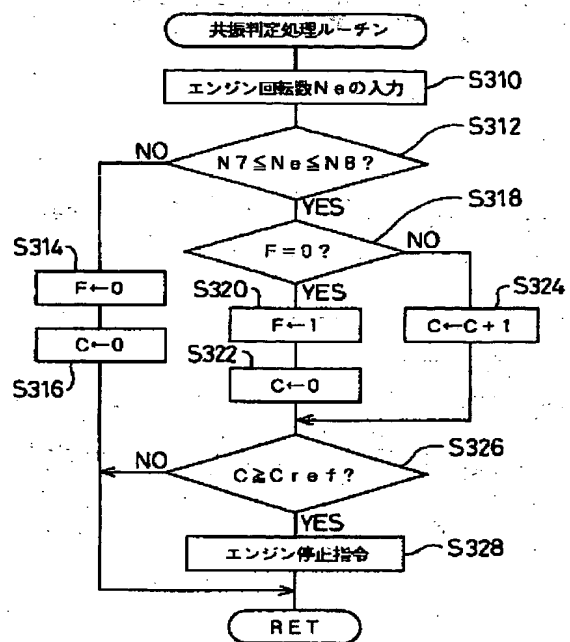 共振判定処理ルーチン
エンジン回転数Neの入力
S310
S312
N7≦Ne≦N8?
NO
YES
S318
F=0?
NO
S314
F←0
S320
YES
F←1
S324
C←C+1
C←0
S316
S322
C←0
S326
NO
C≧Cref?
YES
エンジン停止指令
S328
RET